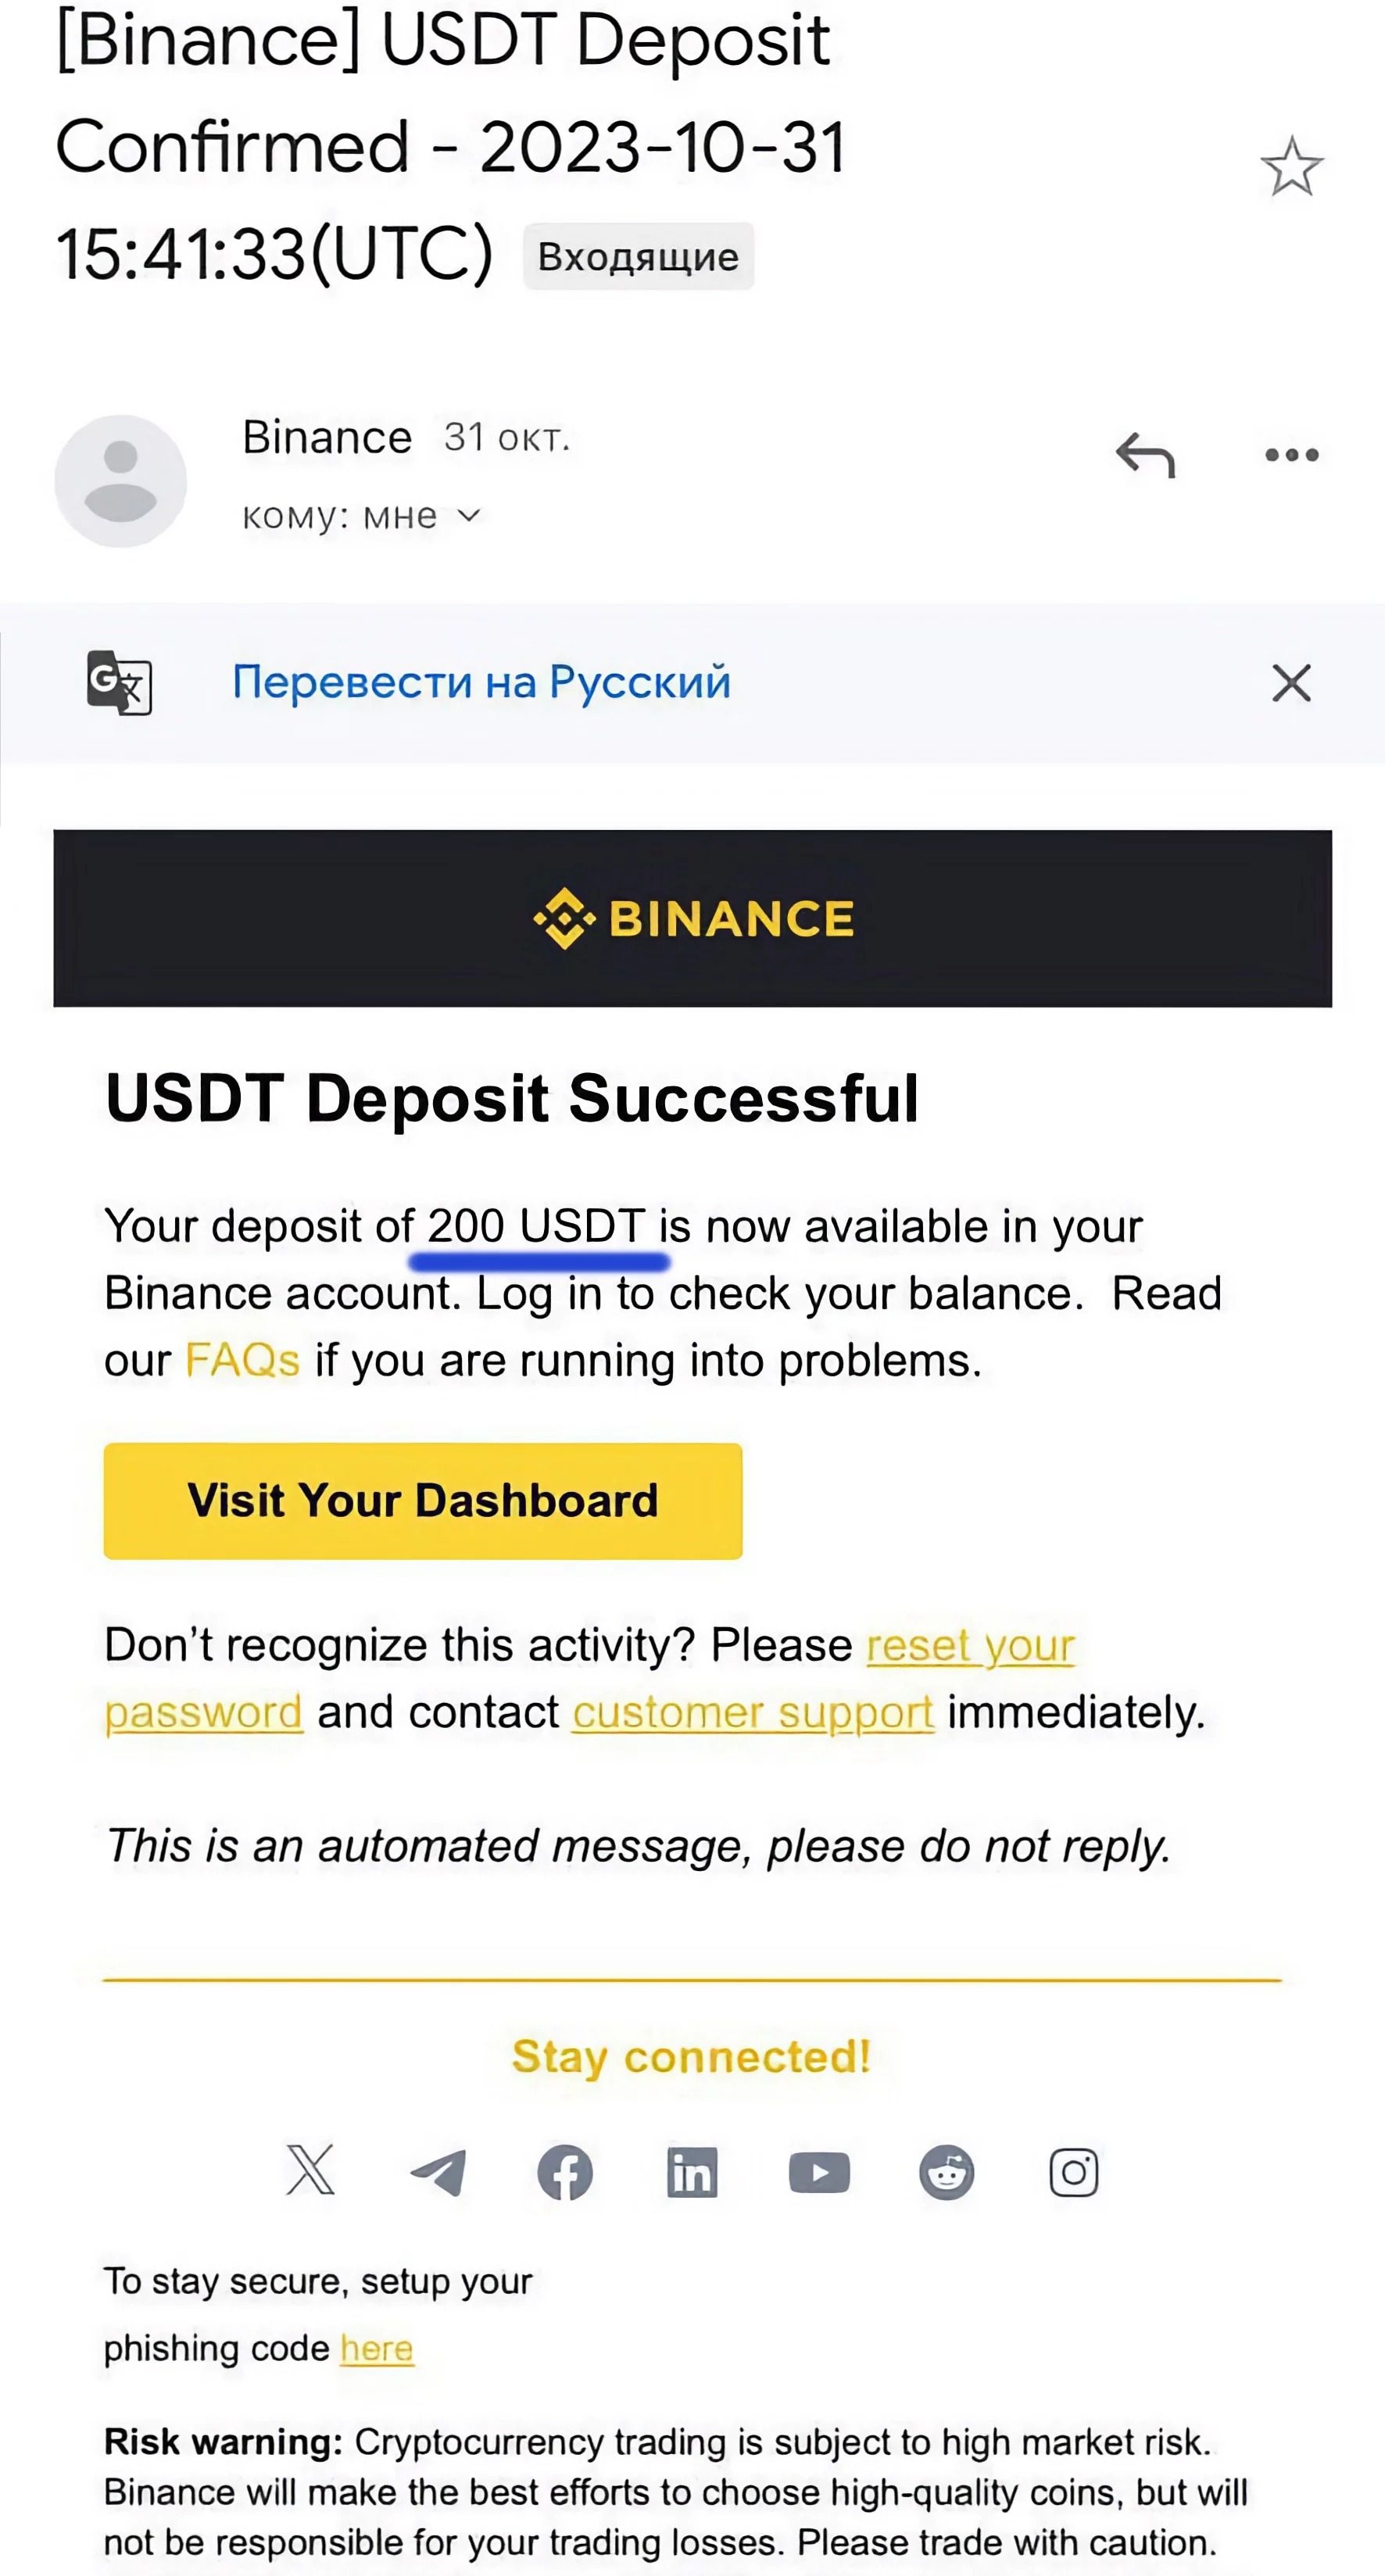 [Binance] USDT Deposit
Confirmed - 2023-10-31
15:41:33(UTC) Входящие
Binance 31 окт.
кому: мне
Перевести на Русский
BINANCE
USDT Deposit Successful
Your deposit of 200 USDT is now available in your
Binance account. Log in to check your balance.  Read
our FAQs if you are running into problems.
Visit Your Dashboard
Don’t recognize this activity? Please reset your
password and contact customer support immediately.
This is an automated message, please do not reply.
Stay connected!
To stay secure, setup your
phishing code here
Risk warning: Cryptocurrency trading is subject to high market risk.
Binance will make the best efforts to choose high-quality coins, but will
not be responsible for your trading losses. Please trade with caution.